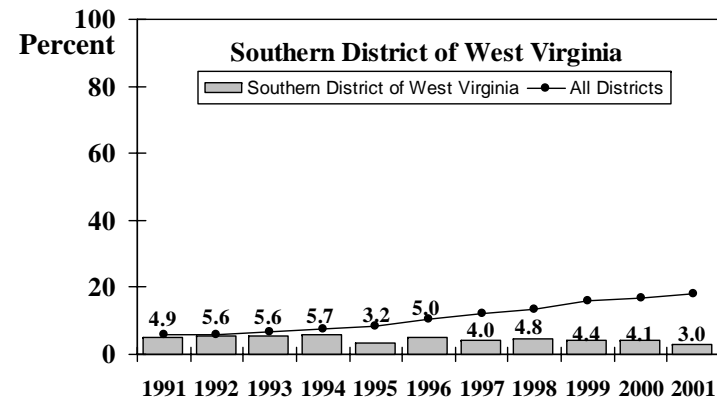 100
Percent
Southern District of West Virginia
Southern District of West Virginia All Districts
80
60
40
20
0
4.9 5.6 5.6 5.7 3.2 5.0 4.0 4.8 4.4 4.1 3.0
1991 1992 1993 1994 1995 1996 1997 1998 1999 2000 2001